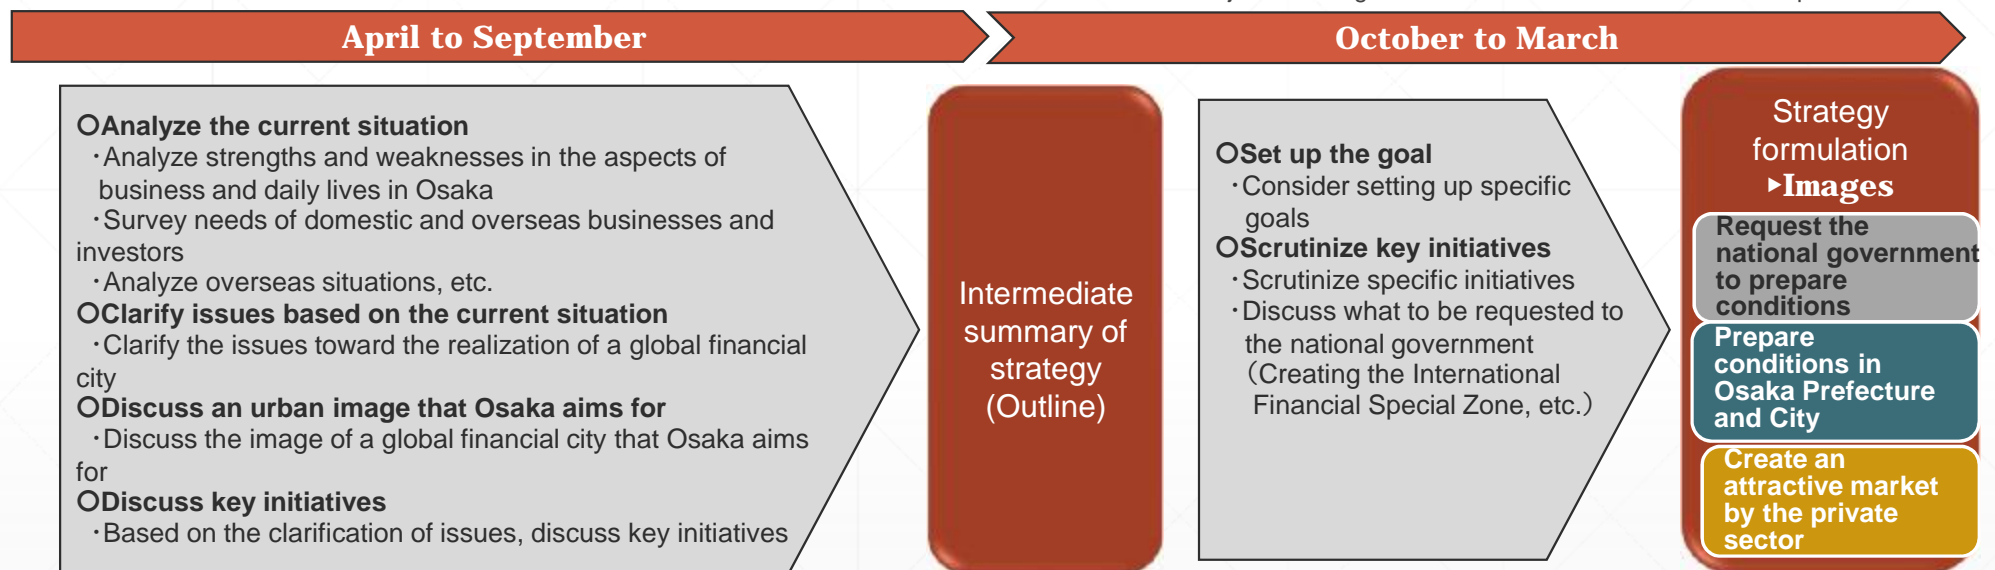 April to September
October to March
○Analyze the current situation
・Analyze strengths and weaknesses in the aspects of
business and daily lives in Osaka
・Survey needs of domestic and overseas businesses and
investors
・Analyze overseas situations, etc.
○Clarify issues based on the current situation
・Clarify the issues toward the realization of a global financial
city
○Discuss an urban image that Osaka aims for
・Discuss the image of a global financial city that Osaka aims
for
○Discuss key initiatives
・Based on the clarification of issues, discuss key initiatives
Intermediate
summary of
strategy
(Outline)
○Set up the goal
・Consider setting up specific
goals
○Scrutinize key initiatives
・Scrutinize specific initiatives
・Discuss what to be requested to
the national government
（Creating the International
Financial Special Zone, etc.）
Strategy
formulation
▶Images
Request the
national government
to prepare
conditions
Prepare
conditions in
Osaka Prefecture
and City
Create an
attractive market
by the private
sector